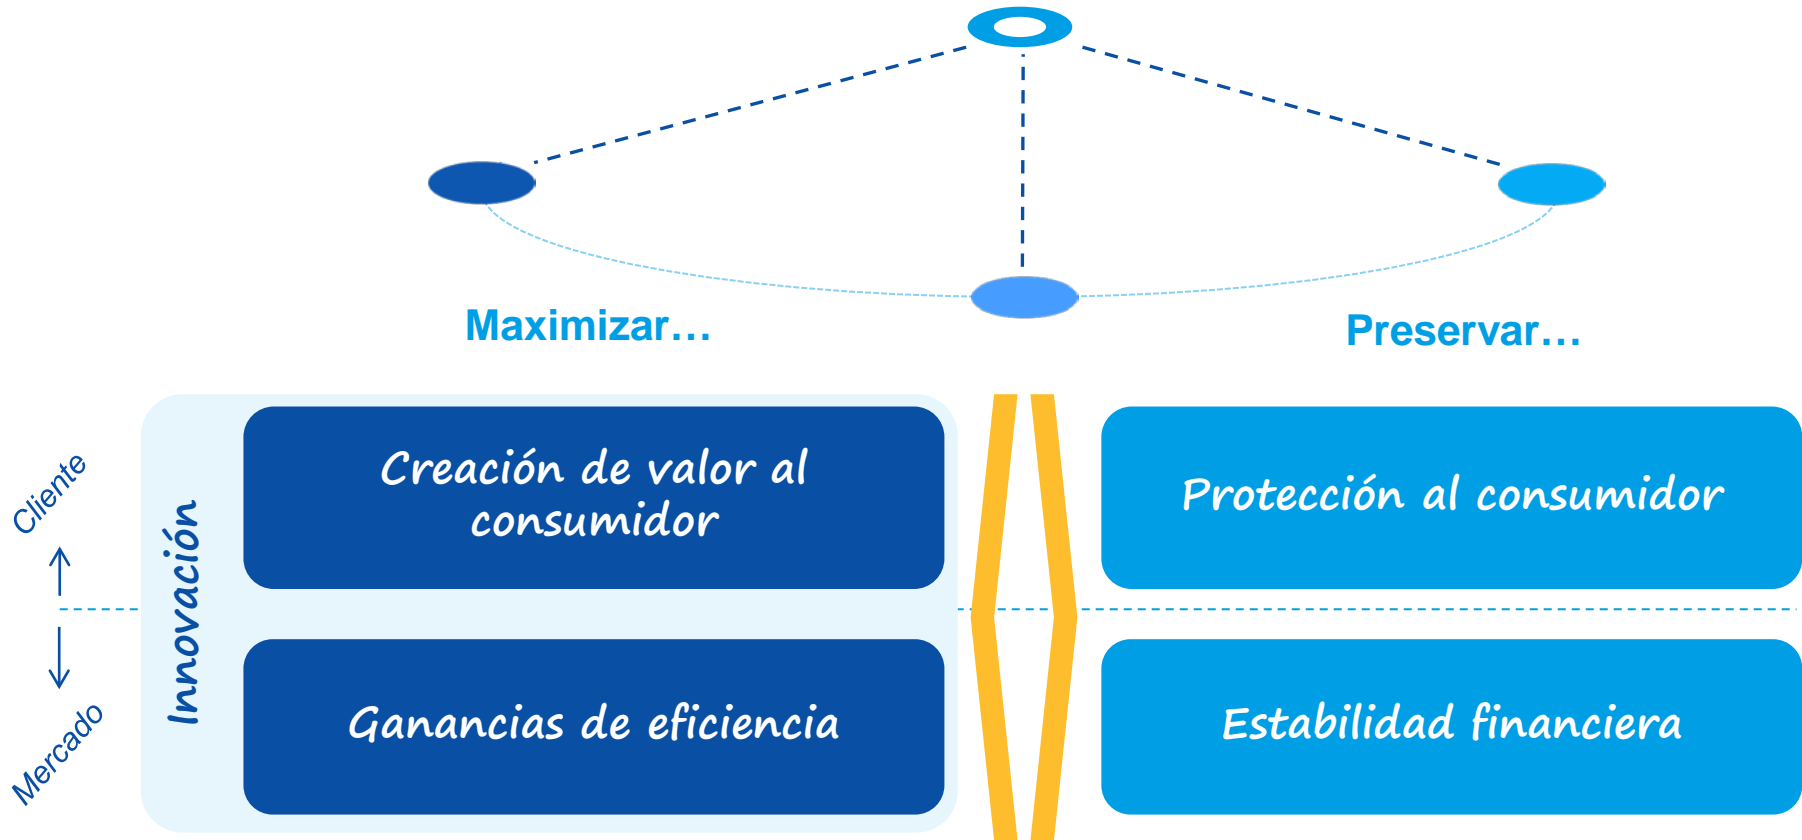 Maximizar…
Preservar…
Cliente
Mercado
Innovación
Creación de valor al
consumidor
Protección al consumidor
Ganancias de eficiencia
Estabilidad financiera